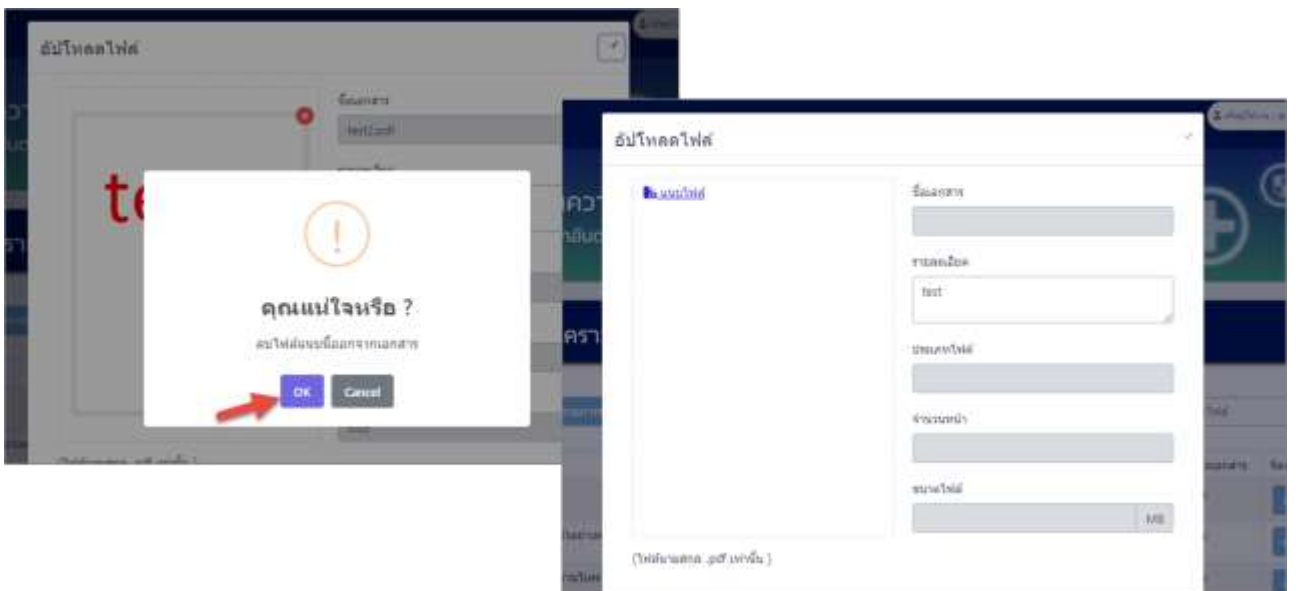 อัปโหลดไฟล์
ชื่อเอกสาร
test2.pdf
te
คุณแน่ใจหรือ ?
ลบไฟล์แนบนี้ออกจากเอกสาร
OK
Cancel
อัปโหลดไฟล์
แนบไฟล์
ชื่อเอกสาร
รายละเอียด
test
ประเภทไฟล์
จำนวนหน้า
ขนาดไฟล์
MB
(ไฟล์นามสกุล .pdf เท่านั้น )